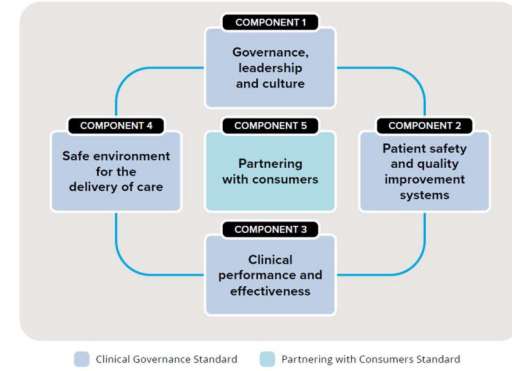 COMPONENT 1
Governance,
leadership
and culture
COMPONENT 4
Safe environment
for the
delivery of care
COMPONENT 5
Partnering
with consumers
COMPONENT 2
Patient safety
and quality
improvement
systems
COMPONENT 3
Clinical
performance and
effectiveness
Clinical Governance Standard
Partnering with Consumers Standard